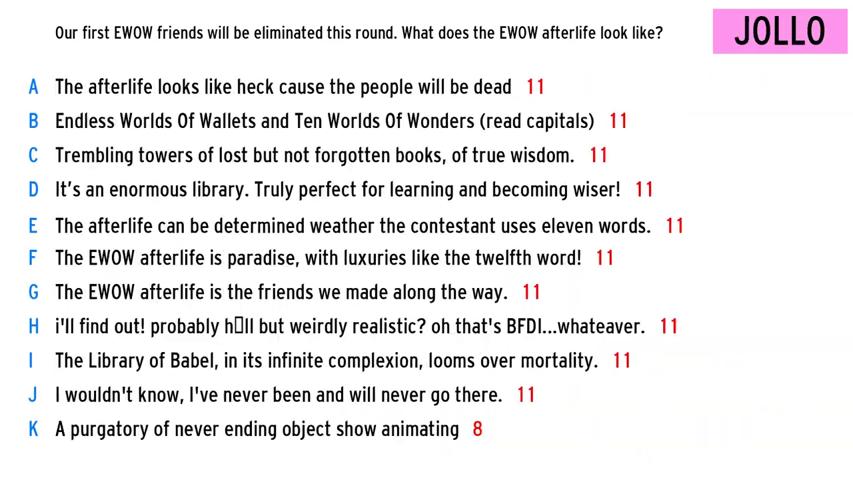 Our first EWOW friends will be eliminated this round. What does the EWOW afterlife look like?
JOLLO
A The afterlife looks like heck cause the people will be dead 11
B Endless Worlds Of Wallets and Ten Worlds Of Wonders (read capitals) 11
C Trembling towers of lost but not forgotten books, of true wisdom. 11
D It's an enormous library. Truly perfect for learning and becoming wiser! 11
E The afterlife can be determined weather the contestant uses eleven words. 11
F The EWOW afterlife is paradise, with luxuries like the twelfth word! 11
G The EWOW afterlife is the friends we made along the way. 11
H i'll find out! probably h▯ll but weirdly realistic? oh that's BFDI...whateaver. 11
I The Library of Babel, in its infinite complexion, looms over mortality. 11
J I wouldn't know, I've never been and will never go there. 11
K A purgatory of never ending object show animating 8